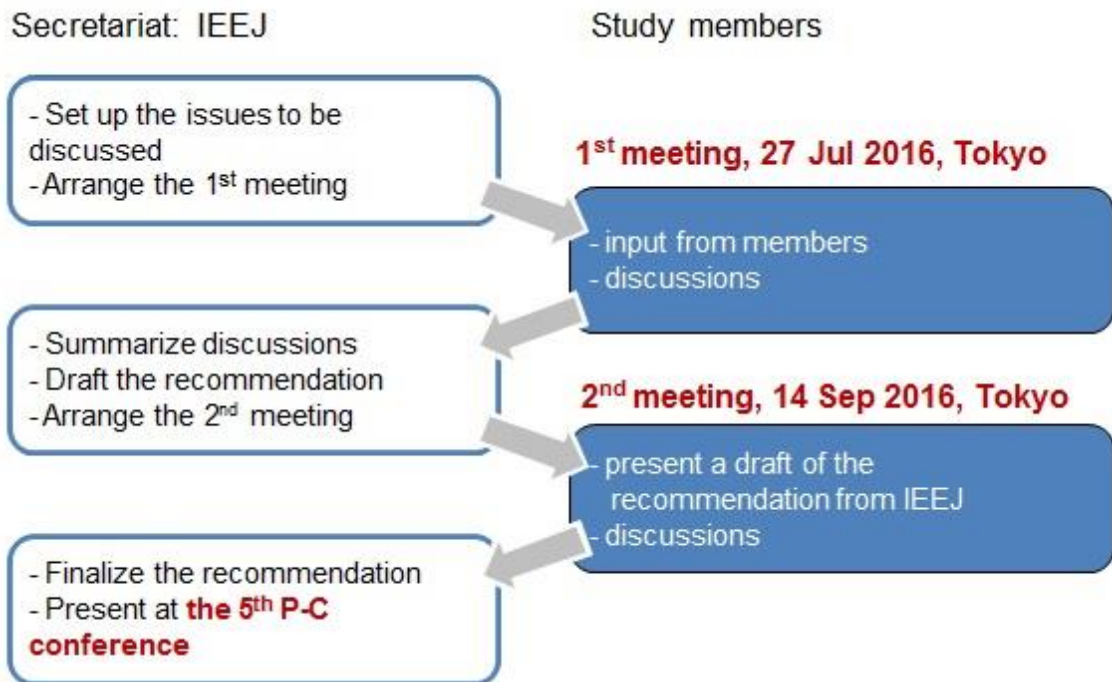 Secretariat: IEEJ
Study members
- Set up the issues to be
discussed
- Arrange the 1st meeting
1st meeting, 27 Jul 2016, Tokyo
- input from members
- discussions
- Summarize discussions
- Draft the recommendation
- Arrange the 2nd meeting
2nd meeting, 14 Sep 2016, Tokyo
- present a draft of the
recommendation from IEEJ
- discussions
- Finalize the recommendation
- Present at the 5th P-C
conference